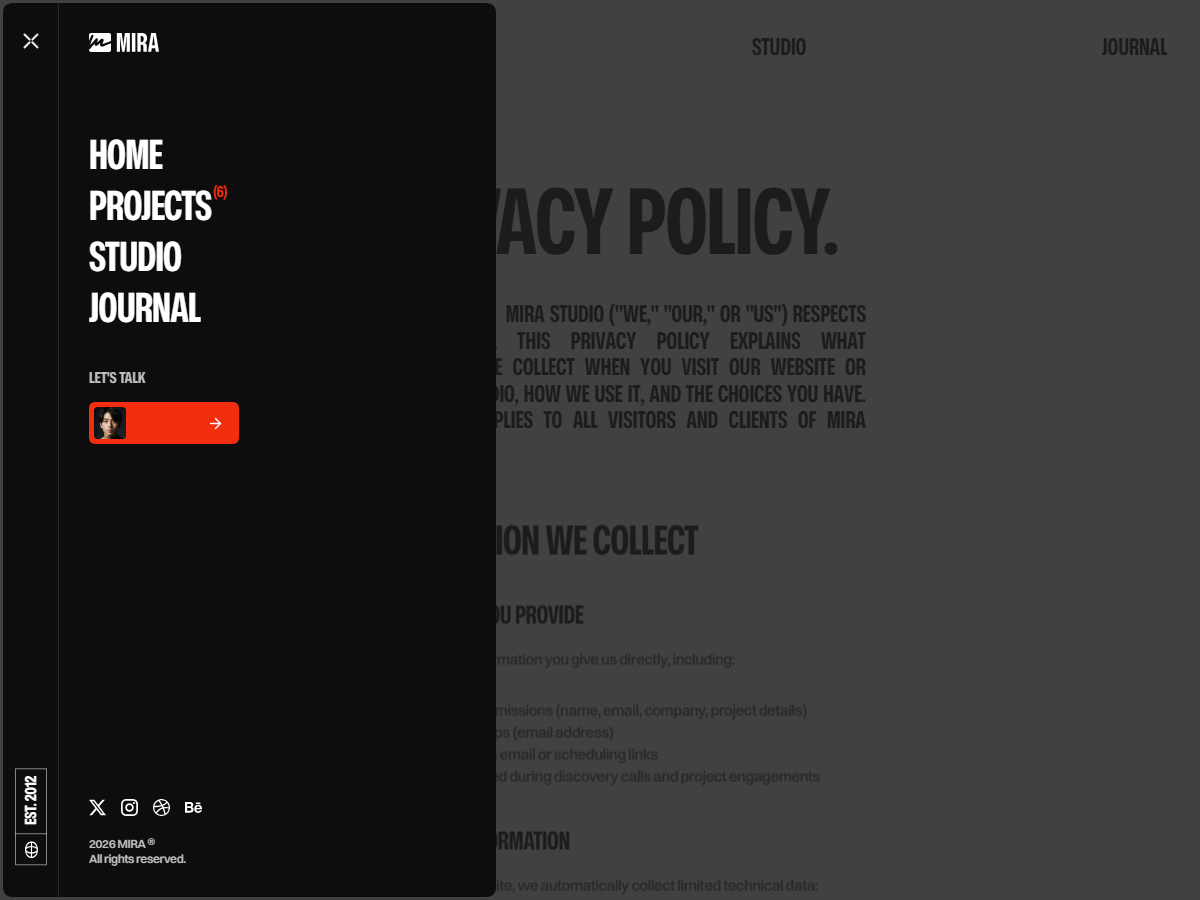 MIRA
HOME
PROJECTS(6)
STUDIO
JOURNAL
LET'S TALK
EST. 2012
Bē
2026 MIRA ®
All rights reserved.
STUDIO
JOURNAL
VACY POLICY.
MIRA STUDIO ("WE," "OUR," OR "US") RESPECTS
. THIS PRIVACY POLICY EXPLAINS WHAT
E COLLECT WHEN YOU VISIT OUR WEBSITE OR
DIO, HOW WE USE IT, AND THE CHOICES YOU HAVE.
PLIES TO ALL VISITORS AND CLIENTS OF MIRA
ION WE COLLECT
OU PROVIDE
rmation you give us directly, including:
missions (name, email, company, project details)
ps (email address)
email or scheduling links
ed during discovery calls and project engagements
ORMATION
ite, we automatically collect limited technical data: